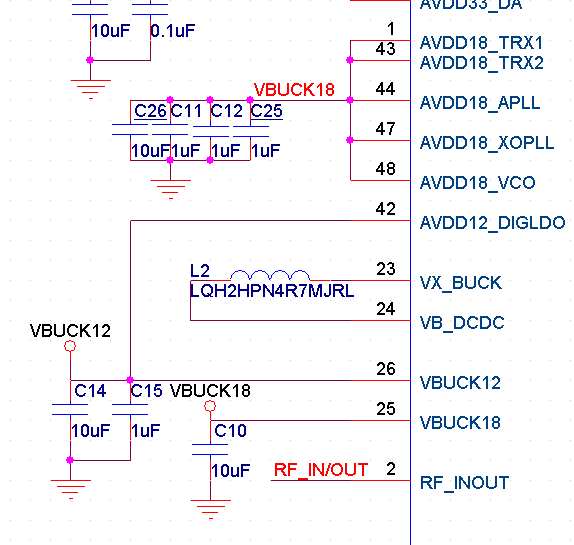 AVDD33_DA
10uF 0.1uF
1 AVDD18_TRX1
43 AVDD18_TRX2
VBUCK18 44 AVDD18_APLL
C26 C11 C12 C25
10uF 1uF 1uF 1uF
47 AVDD18_XOPLL
48 AVDD18_VCO
42 AVDD12_DIGLDO
L2 23 VX_BUCK
LQH2HPN4R7MJRL
24 VB_DCDC
VBUCK12
26 VBUCK12
C14 C15 VBUCK18
25 VBUCK18
10uF 1uF C10
10uF
RF_IN/OUT 2 RF_INOUT